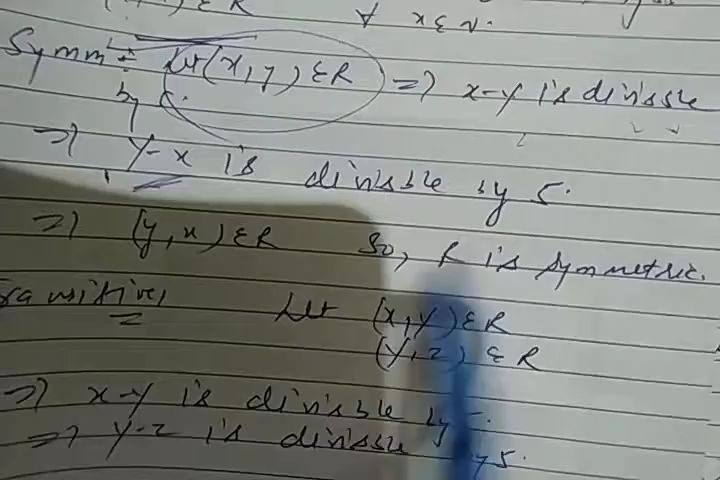 ) ∈ R ∀ x ∈ N.
Symm :- Let (x, y) ∈ R => x-y is divisible
by 5.
=> y-x is divisible by 5.
=> (y, x) ∈ R So, R is symmetric.
Transitive, Let (x, y) ∈ R
(y, z) ∈ R
=> x-y is divisible by 5.
=> y-z is divisible by 5.